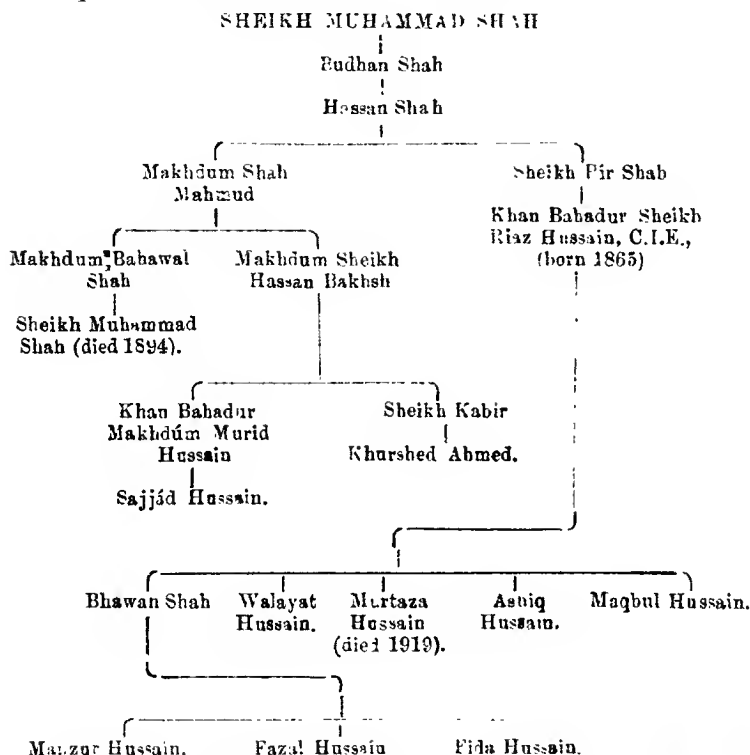 SHEIKH MUHAMMAD SHAH
Budhan Shah
Hassan Shah
Makhdum Shah Sheikh Pir Shah
Mahmud
Khan Bahadur Sheikh
Riaz Hussain, C.I.E.,
(born 1865)
Makhdum Bahawal Makhdum Sheikh
Shah Hassan Bakhsh
Sheikh Muhammad
Shah (died 1894).
Khan Bahadur Sheikh Kabir
Makhdúm Murid
Hussain Khurshed Ahmed.
Sajjád Hussain.
Bhawan Shah Walayat Murtaza Ashiq Maqbul Hussain.
Hussain. Hussain Hussain.
(died 1919).
Manzur Hussain. Fazal Hussain Fida Hussain.